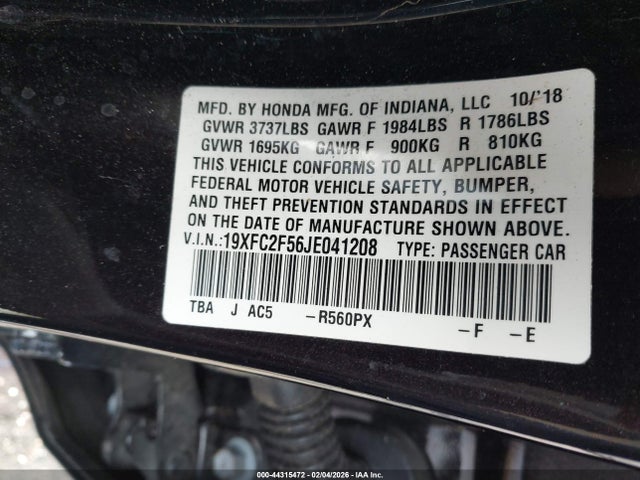 MFD. BY HONDA MFG. OF INDIANA, LLC 10/'18
GVWR 3737LBS GAWR F 1984LBS R 1786LBS
GVWR 1695KG GAWR F 900KG R 810KG
THIS VEHICLE CONFORMS TO ALL APPLICABLE
FEDERAL MOTOR VEHICLE SAFETY, BUMPER,
AND THEFT PREVENTION STANDARDS IN EFFECT
ON THE DATE OF MANUFACTURE SHOWN ABOVE.
V.I.N.:19XFC2F56JE041208 TYPE: PASSENGER CAR
TBA J AC5 –R560PX –F –E
000-44315472 - 02/04/2026 - IAA Inc.